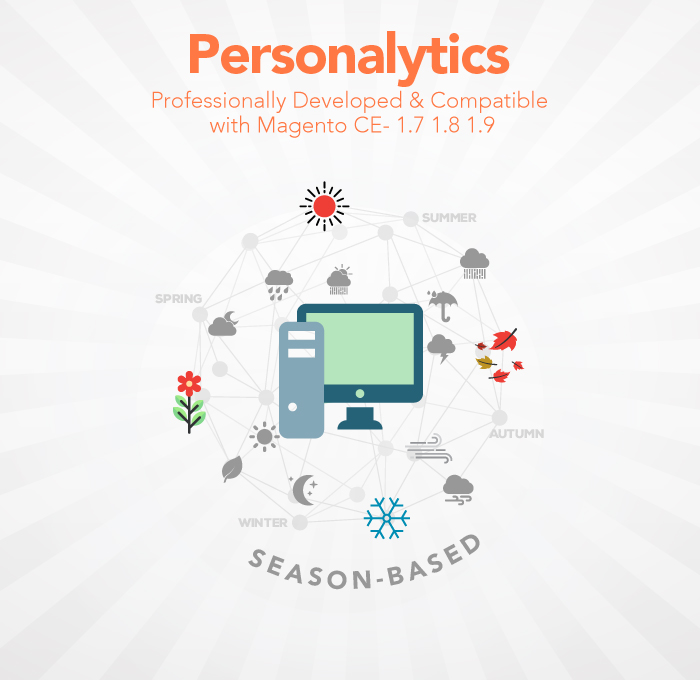 Personalytics
Professionally Developed & Compatible
with Magento CE- 1.7 1.8 1.9
SUMMER
SPRING
AUTUMN
WINTER
SEASON-BASED